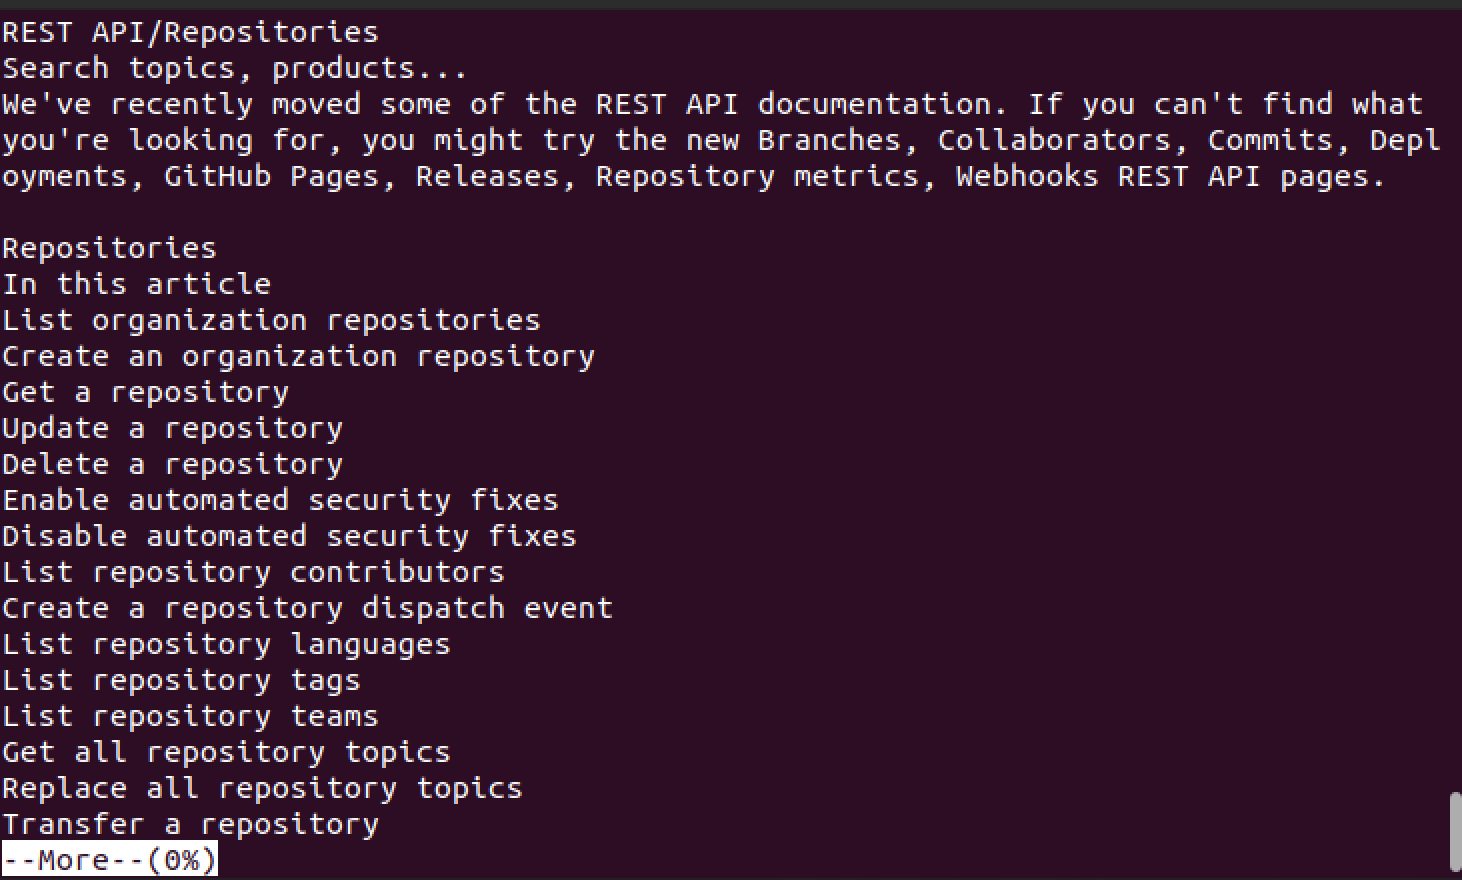 REST API/Repositories
Search topics, products...
We've recently moved some of the REST API documentation. If you can't find what
you're looking for, you might try the new Branches, Collaborators, Commits, Depl
oyments, GitHub Pages, Releases, Repository metrics, Webhooks REST API pages.

Repositories
In this article
List organization repositories
Create an organization repository
Get a repository
Update a repository
Delete a repository
Enable automated security fixes
Disable automated security fixes
List repository contributors
Create a repository dispatch event
List repository languages
List repository tags
List repository teams
Get all repository topics
Replace all repository topics
Transfer a repository
--More--(0%)